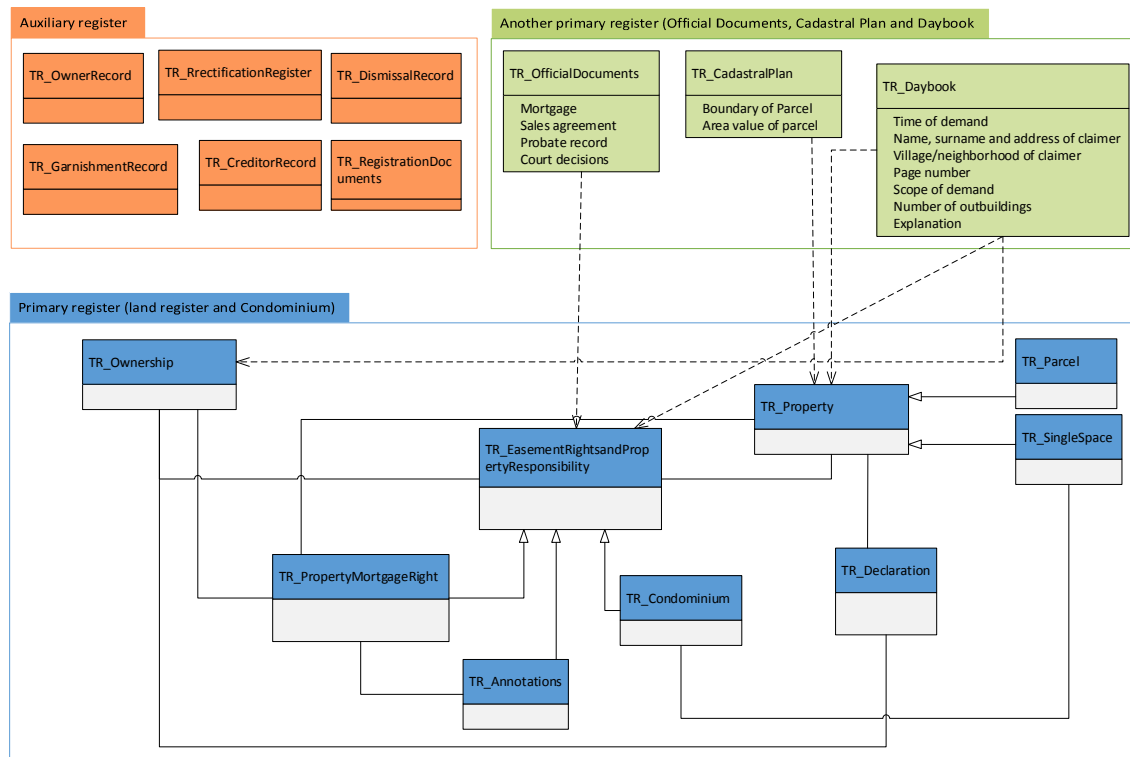 Auxiliary register
TR_OwnerRecord
TR_RrectificationRegister
TR_DismissalRecord
TR_GarnishmentRecord
TR_CreditorRecord
TR_RegistrationDoc
uments
Another primary register (Official Documents, Cadastral Plan and Daybook
TR_OfficialDocuments
Mortgage
Sales agreement
Probate record
Court decisions
TR_CadastralPlan
Boundary of Parcel
Area value of parcel
TR_Daybook
Time of demand
Name, surname and address of claimer
Village/neighborhood of claimer
Page number
Scope of demand
Number of outbuildings
Explanation
Primary register (land register and Condominium)
TR_Ownership
TR_Parcel
TR_Property
TR_SingleSpace
TR_EasementRightsandProp
ertyResponsibility
TR_PropertyMortgageRight
TR_Condominium
TR_Declaration
TR_Annotations